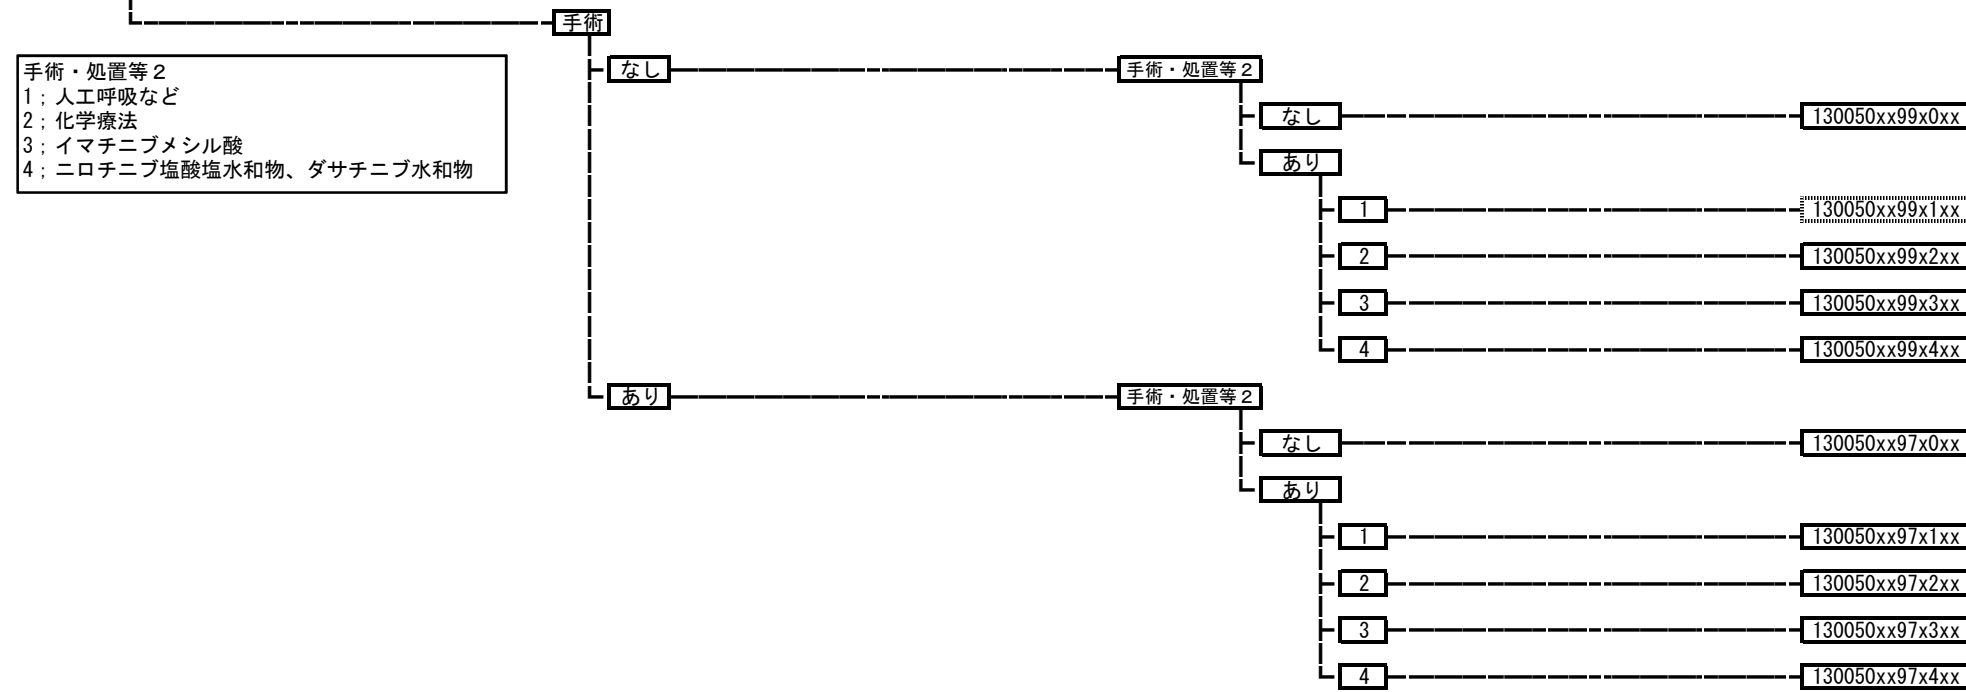 手術
手術・処置等２
1；人工呼吸など
2；化学療法
3；イマチニブメシル酸
4；ニロチニブ塩酸塩水和物、ダサチニブ水和物
なし
手術・処置等２
なし
130050xx99x0xx
あり
1
130050xx99x1xx
2
130050xx99x2xx
3
130050xx99x3xx
4
130050xx99x4xx
あり
手術・処置等２
なし
130050xx97x0xx
あり
1
130050xx97x1xx
2
130050xx97x2xx
3
130050xx97x3xx
4
130050xx97x4xx